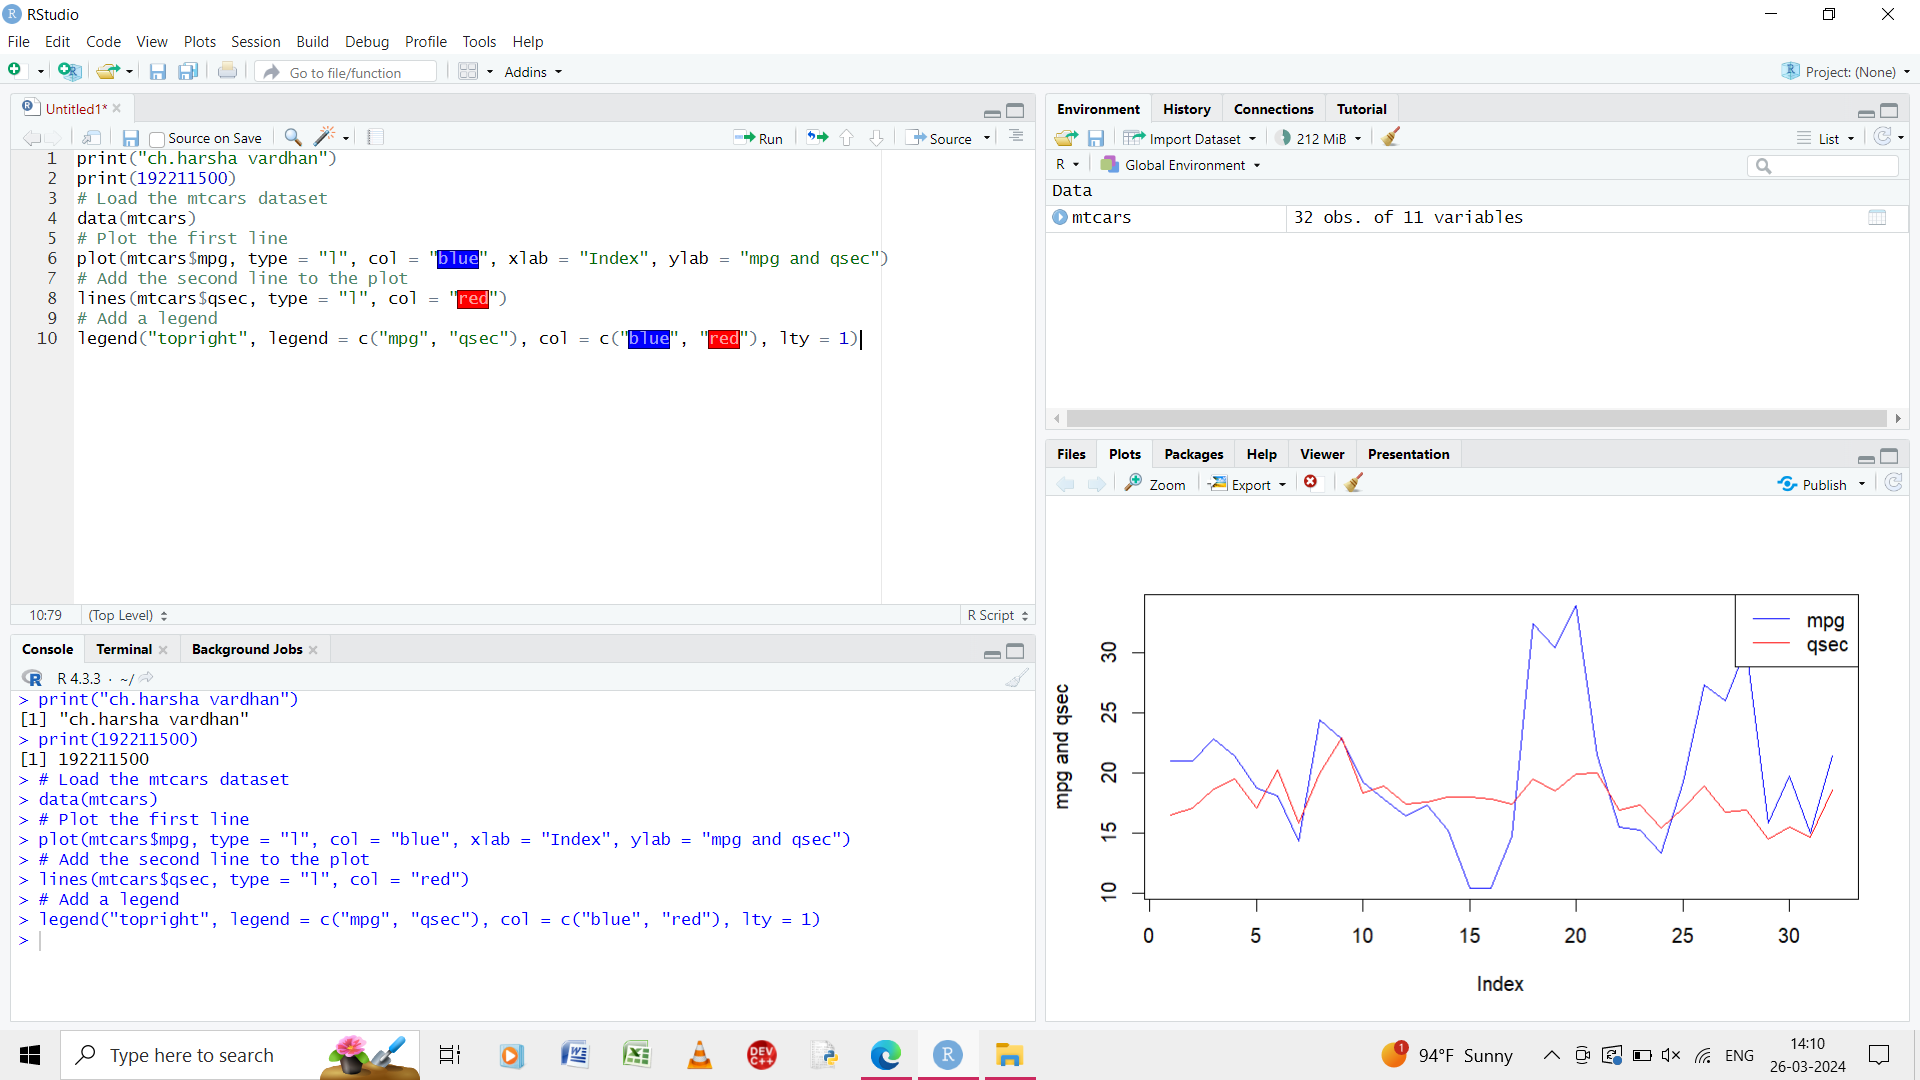 RStudio
File Edit Code View Plots Session Build Debug Profile Tools Help
Go to file/function Addins Project: (None)
Untitled1*
Source on Save Run Source
1 print("ch.harsha vardhan")
2 print(192211500)
3 # Load the mtcars dataset
4 data(mtcars)
5 # Plot the first line
6 plot(mtcars$mpg, type = "l", col = "blue", xlab = "Index", ylab = "mpg and qsec")
7 # Add the second line to the plot
8 lines(mtcars$qsec, type = "l", col = "red")
9 # Add a legend
10 legend("topright", legend = c("mpg", "qsec"), col = c("blue", "red"), lty = 1)
10:79 (Top Level) R Script
Console Terminal Background Jobs
R 4.3.3 · ~/
> print("ch.harsha vardhan")
[1] "ch.harsha vardhan"
> print(192211500)
[1] 192211500
> # Load the mtcars dataset
> data(mtcars)
> # Plot the first line
> plot(mtcars$mpg, type = "l", col = "blue", xlab = "Index", ylab = "mpg and qsec")
> # Add the second line to the plot
> lines(mtcars$qsec, type = "l", col = "red")
> # Add a legend
> legend("topright", legend = c("mpg", "qsec"), col = c("blue", "red"), lty = 1)
>
Environment History Connections Tutorial
Import Dataset 212 MiB List
R Global Environment
Data
mtcars 32 obs. of 11 variables
Files Plots Packages Help Viewer Presentation
Zoom Export Publish
mpg
qsec
mpg and qsec
30
25
20
15
10
0 5 10 15 20 25 30
Index
Type here to search
DEV C++
R
1 94°F Sunny ENG
14:10
26-03-2024